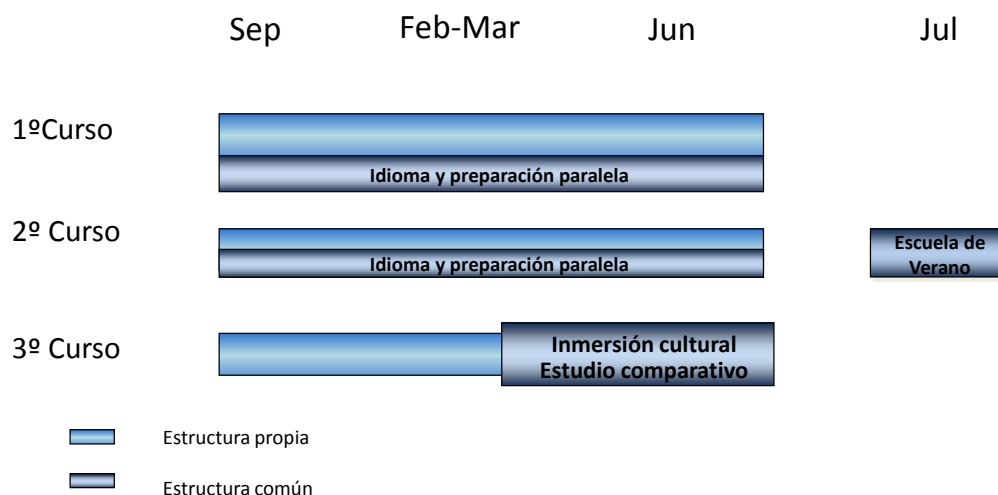 Sep Feb-Mar Jun Jul
1ºCurso
Idioma y preparación paralela
2º Curso
Idioma y preparación paralela
Escuela de
Verano
3º Curso
Inmersión cultural
Estudio comparativo
Estructura propia
Estructura común